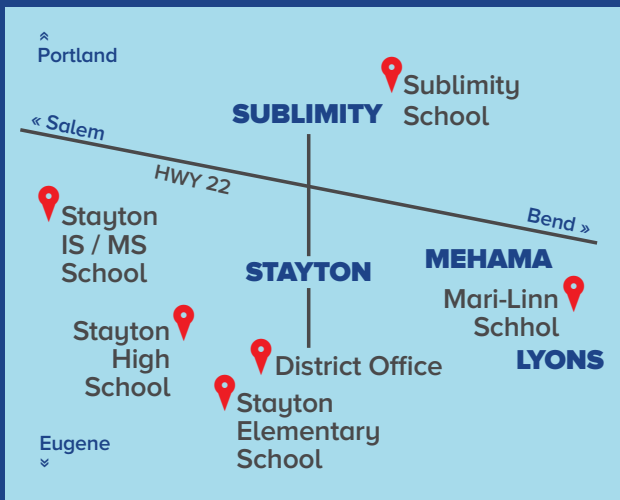 Portland
Sublimity
School
SUBLIMITY
« Salem
HWY 22
Stayton
IS / MS
School
Bend »
STAYTON
MEHAMA
Mari-Linn
Schhol
LYONS
Stayton
High
School
District Office
Stayton
Elementary
School
Eugene